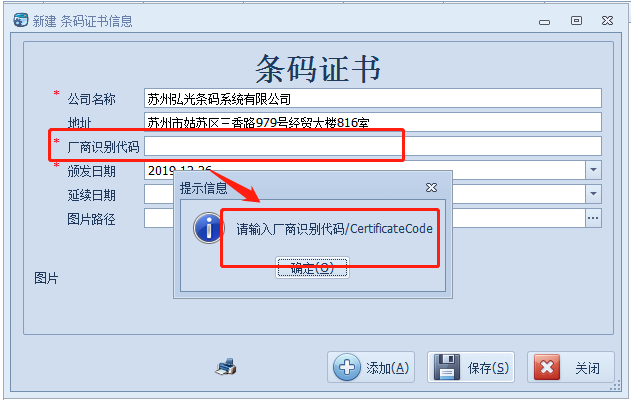 新建 条码证书信息
条码证书
* 公司名称 苏州弘光条码系统有限公司
地址 苏州市姑苏区三香路979号经贸大楼816室
* 厂商识别代码
* 颁发日期 2019-12-26
延续日期
图片路径 ...
图片
提示信息
请输入厂商识别代码/CertificateCode
确定(O)
添加(A) 保存(S) 关闭